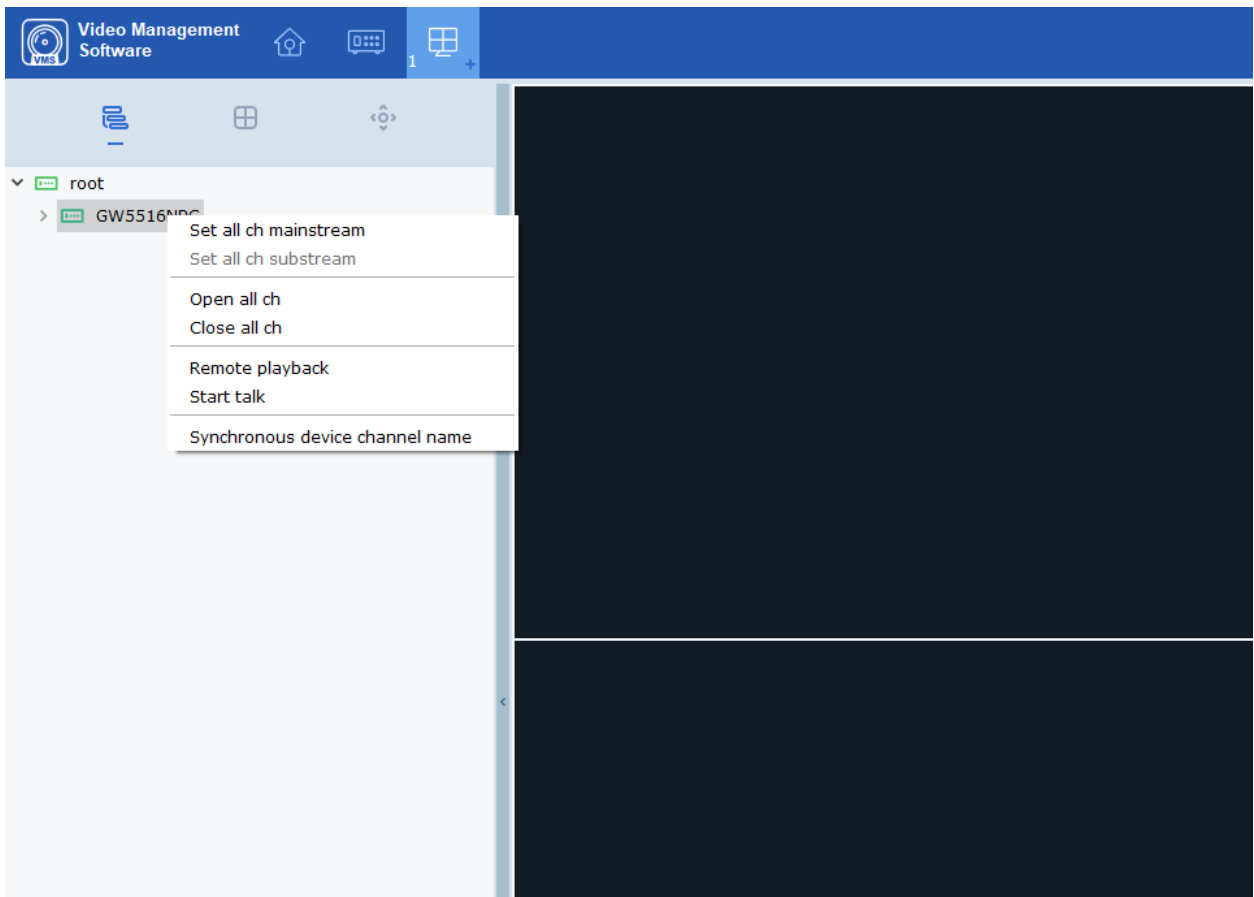 Video Management
Software
VMS
1
root
GW5516
Set all ch mainstream
Set all ch substream
Open all ch
Close all ch
Remote playback
Start talk
Synchronous device channel name